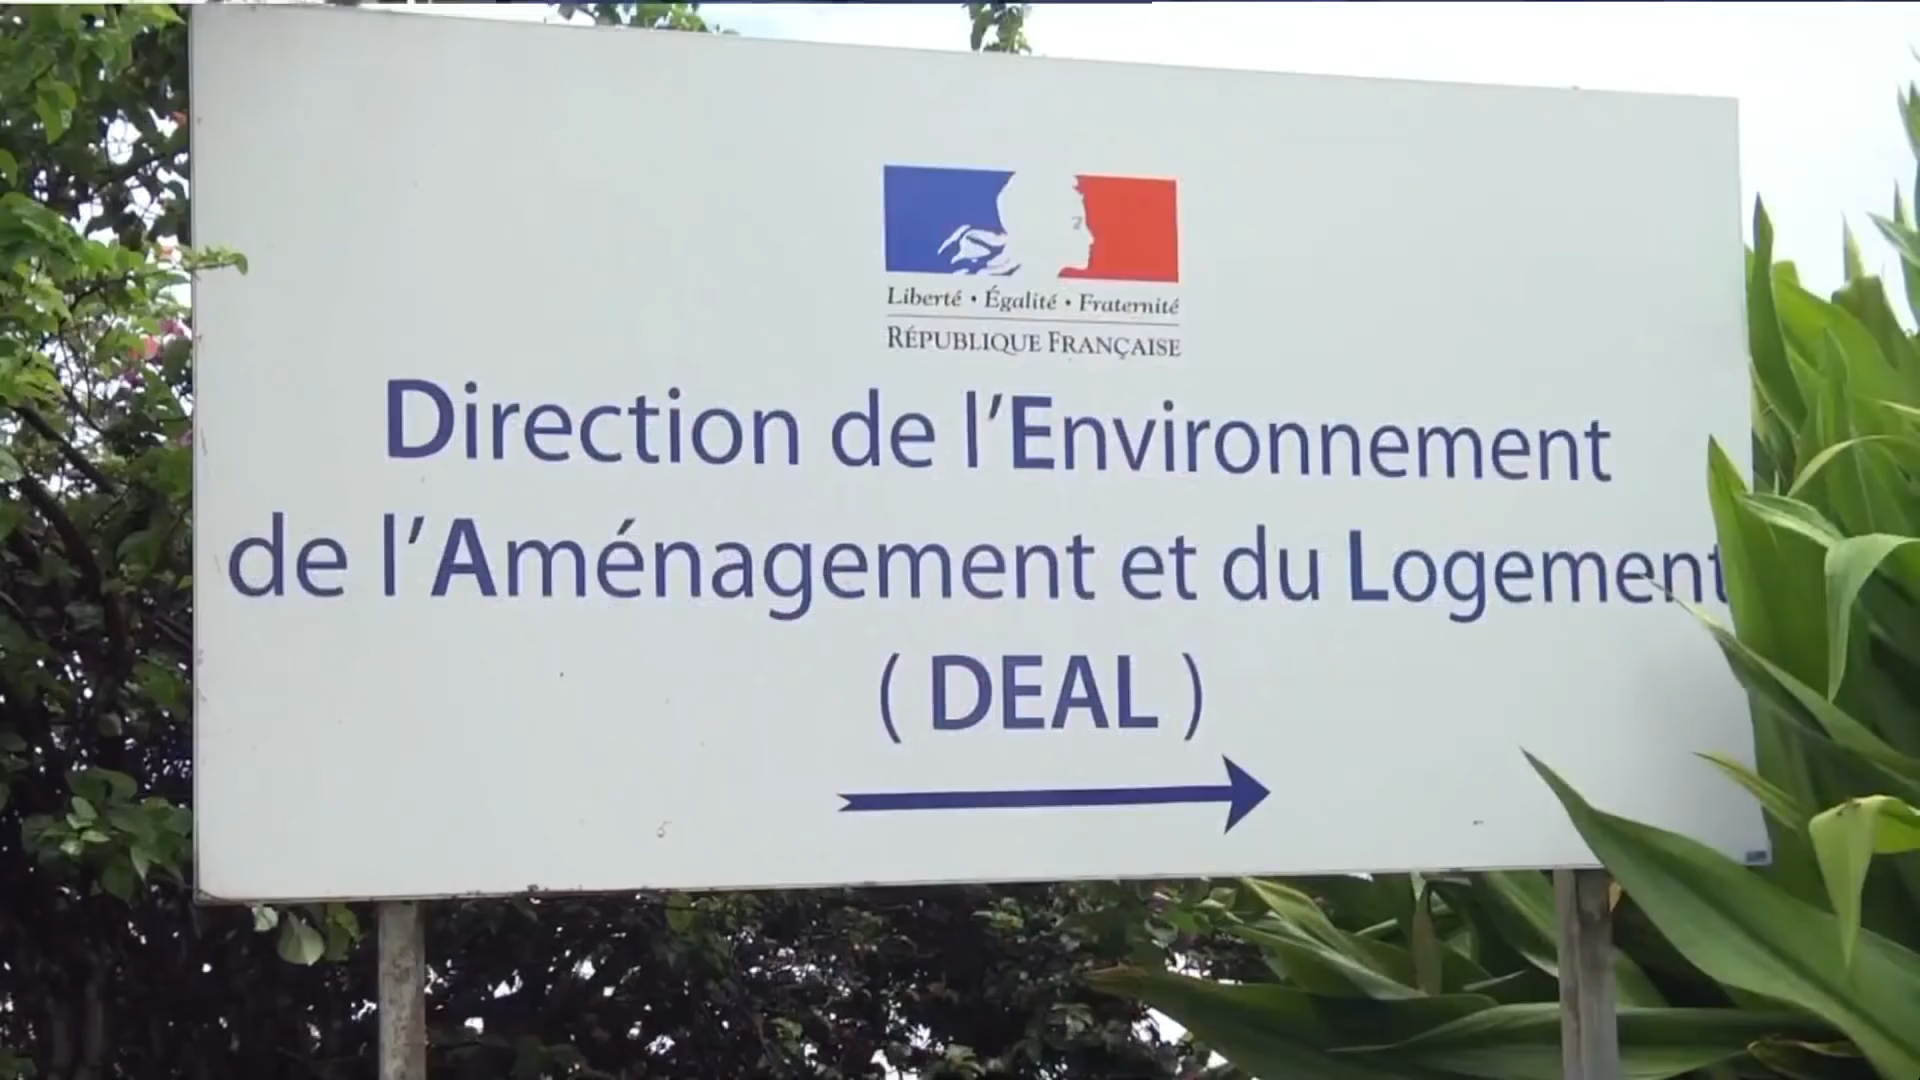 Liberté • Égalité • Fraternité
RÉPUBLIQUE FRANÇAISE
Direction de l'Environnement
de l'Aménagement et du Logement
( DEAL )